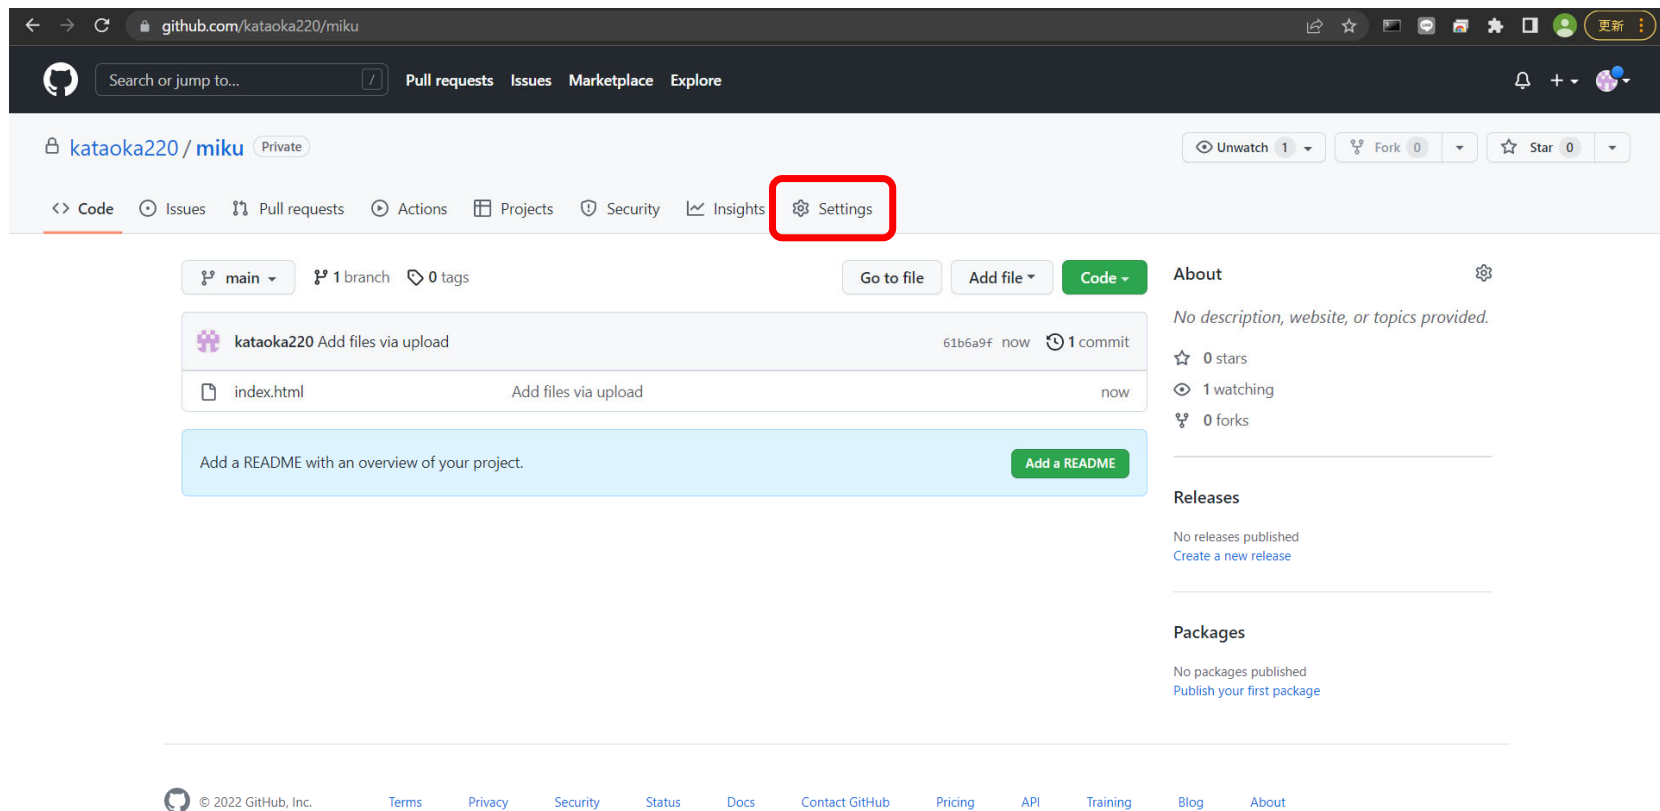 github.com/kataoka220/miku
更新
Search or jump to... /
Pull requests Issues Marketplace Explore
kataoka220 / miku Private
Unwatch 1 Fork 0 Star 0
Code Issues Pull requests Actions Projects Security Insights Settings
main 1 branch 0 tags
Go to file Add file Code
kataoka220 Add files via upload 61b6a9f now 1 commit
index.html Add files via upload now
Add a README with an overview of your project. Add a README
About
No description, website, or topics provided.
0 stars
1 watching
0 forks
Releases
No releases published
Create a new release
Packages
No packages published
Publish your first package
© 2022 GitHub, Inc. Terms Privacy Security Status Docs Contact GitHub Pricing API Training Blog About